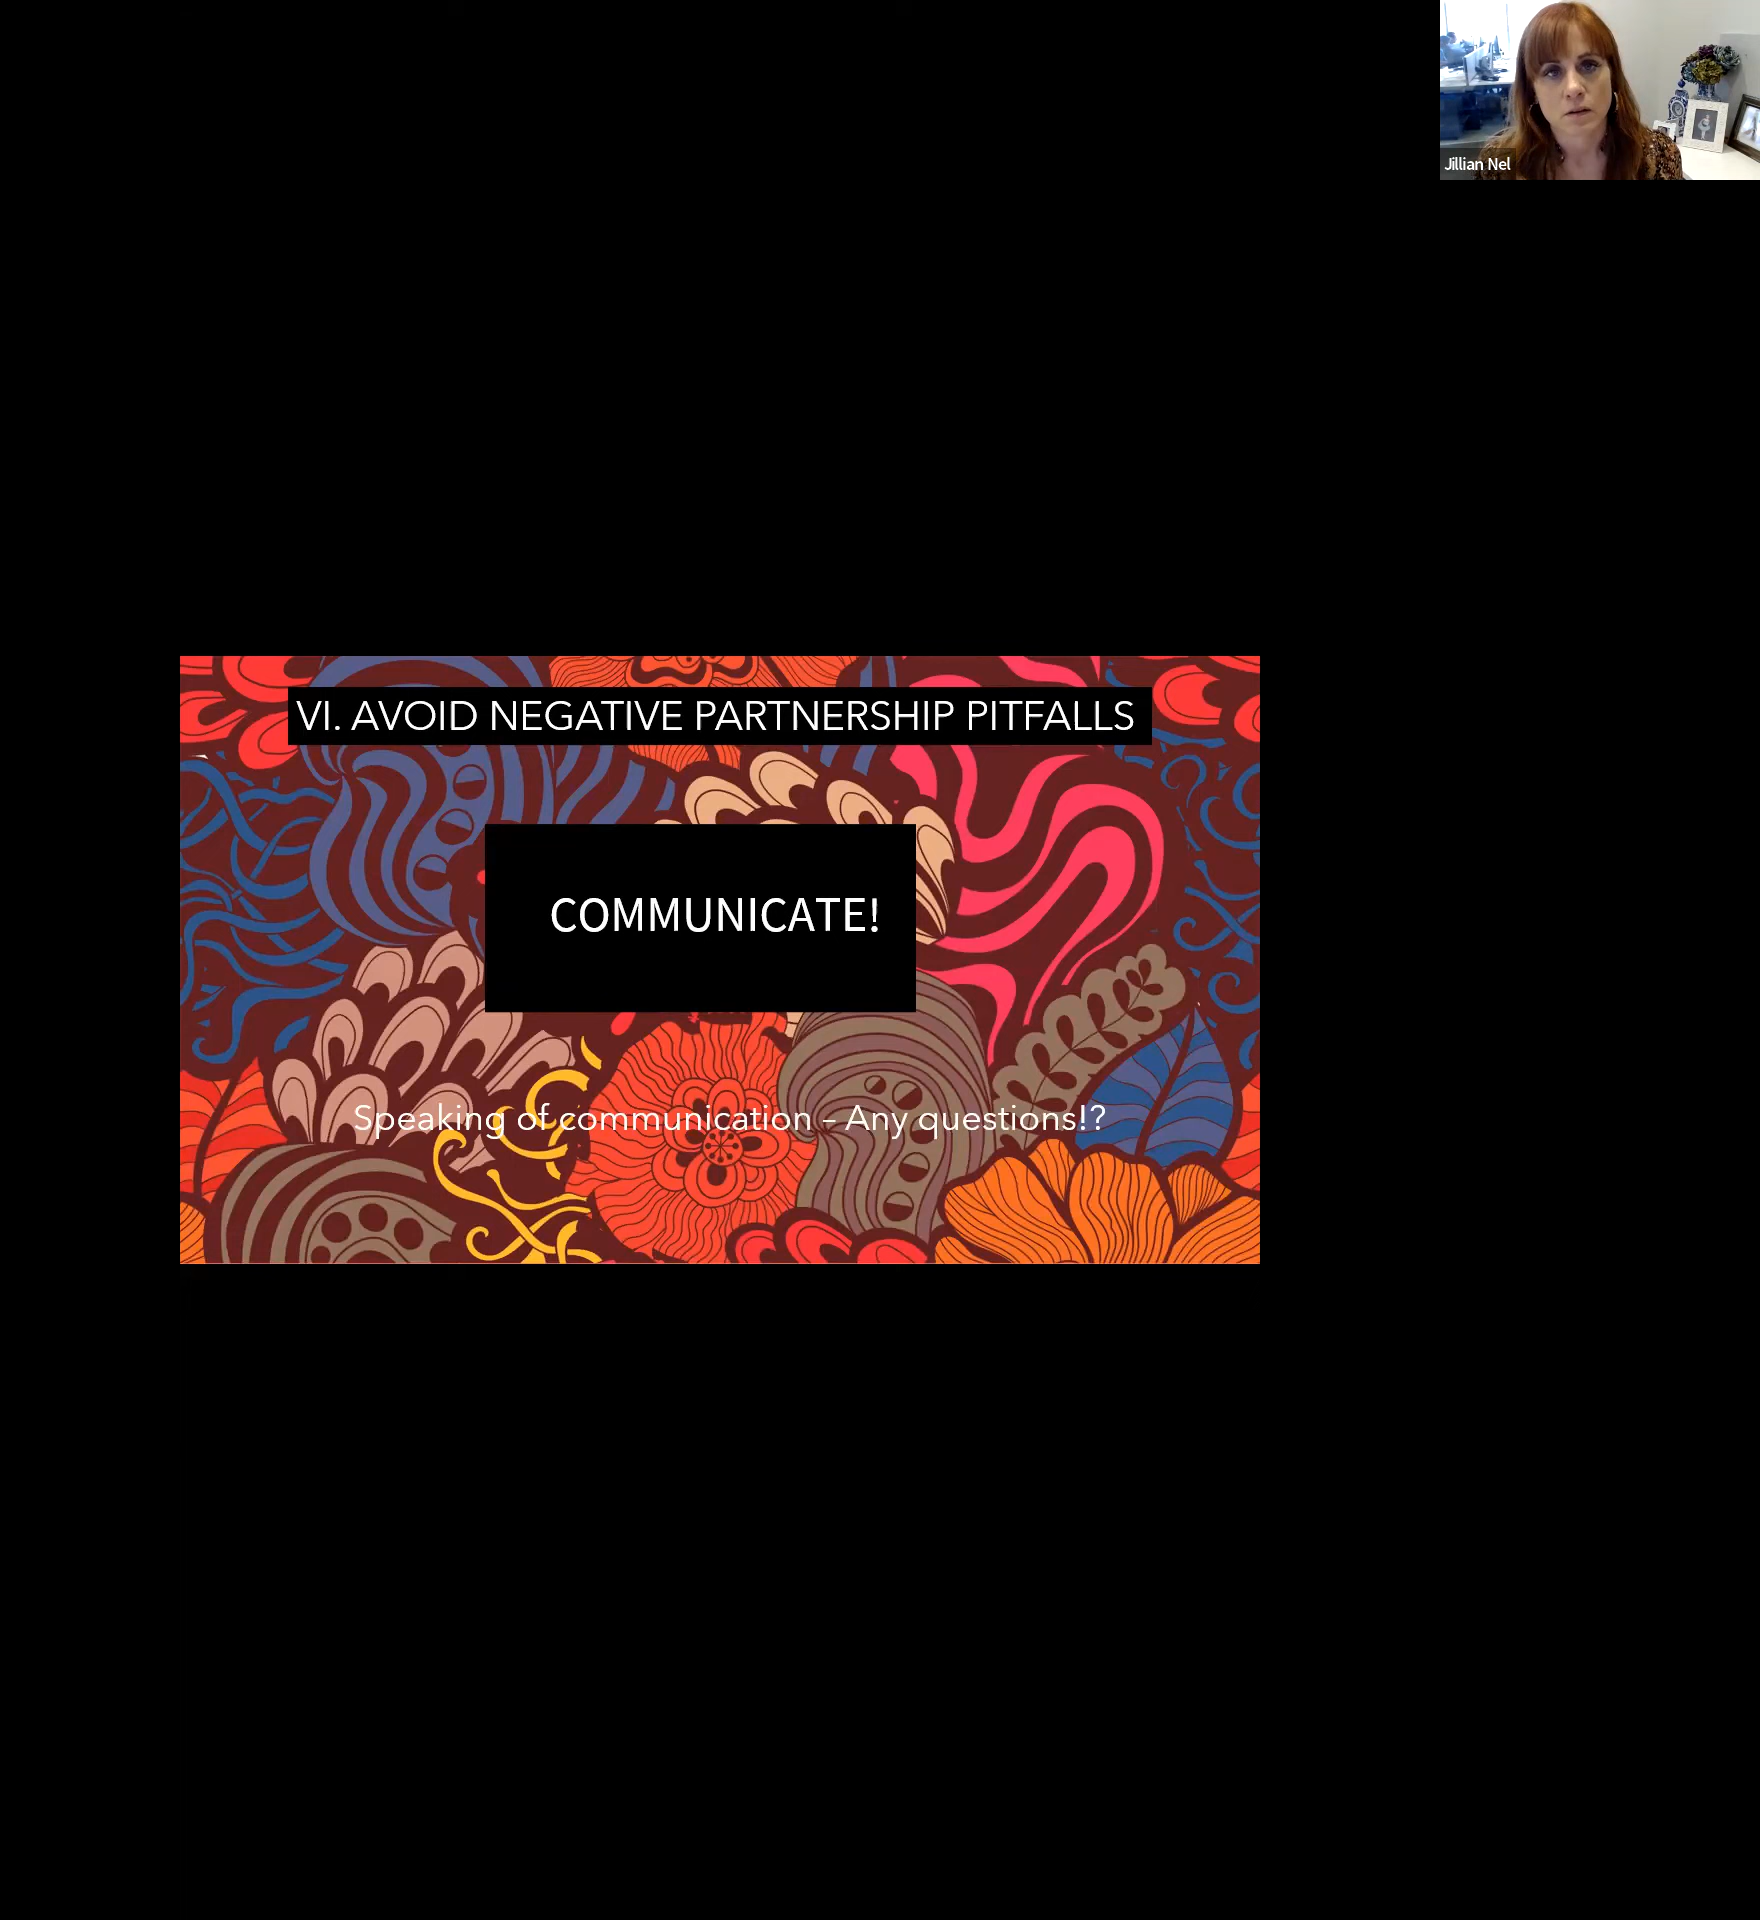 Jillian Nel
VI. AVOID NEGATIVE PARTNERSHIP PITFALLS
COMMUNICATE!
Speaking of communication – Any questions!?